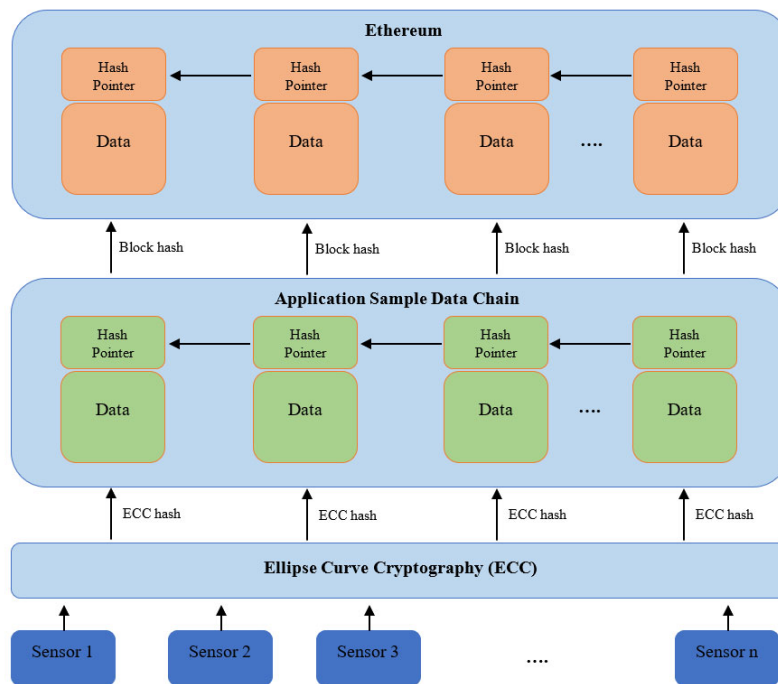 Ethereum
Hash Hash Hash Hash
Pointer Pointer Pointer Pointer
Data Data Data .... Data
Block hash Block hash Block hash Block hash
Application Sample Data Chain
Hash Hash Hash Hash
Pointer Pointer Pointer Pointer
Data Data Data .... Data
ECC hash ECC hash ECC hash ECC hash
Ellipse Curve Cryptography (ECC)
Sensor 1 Sensor 2 Sensor 3 .... Sensor n